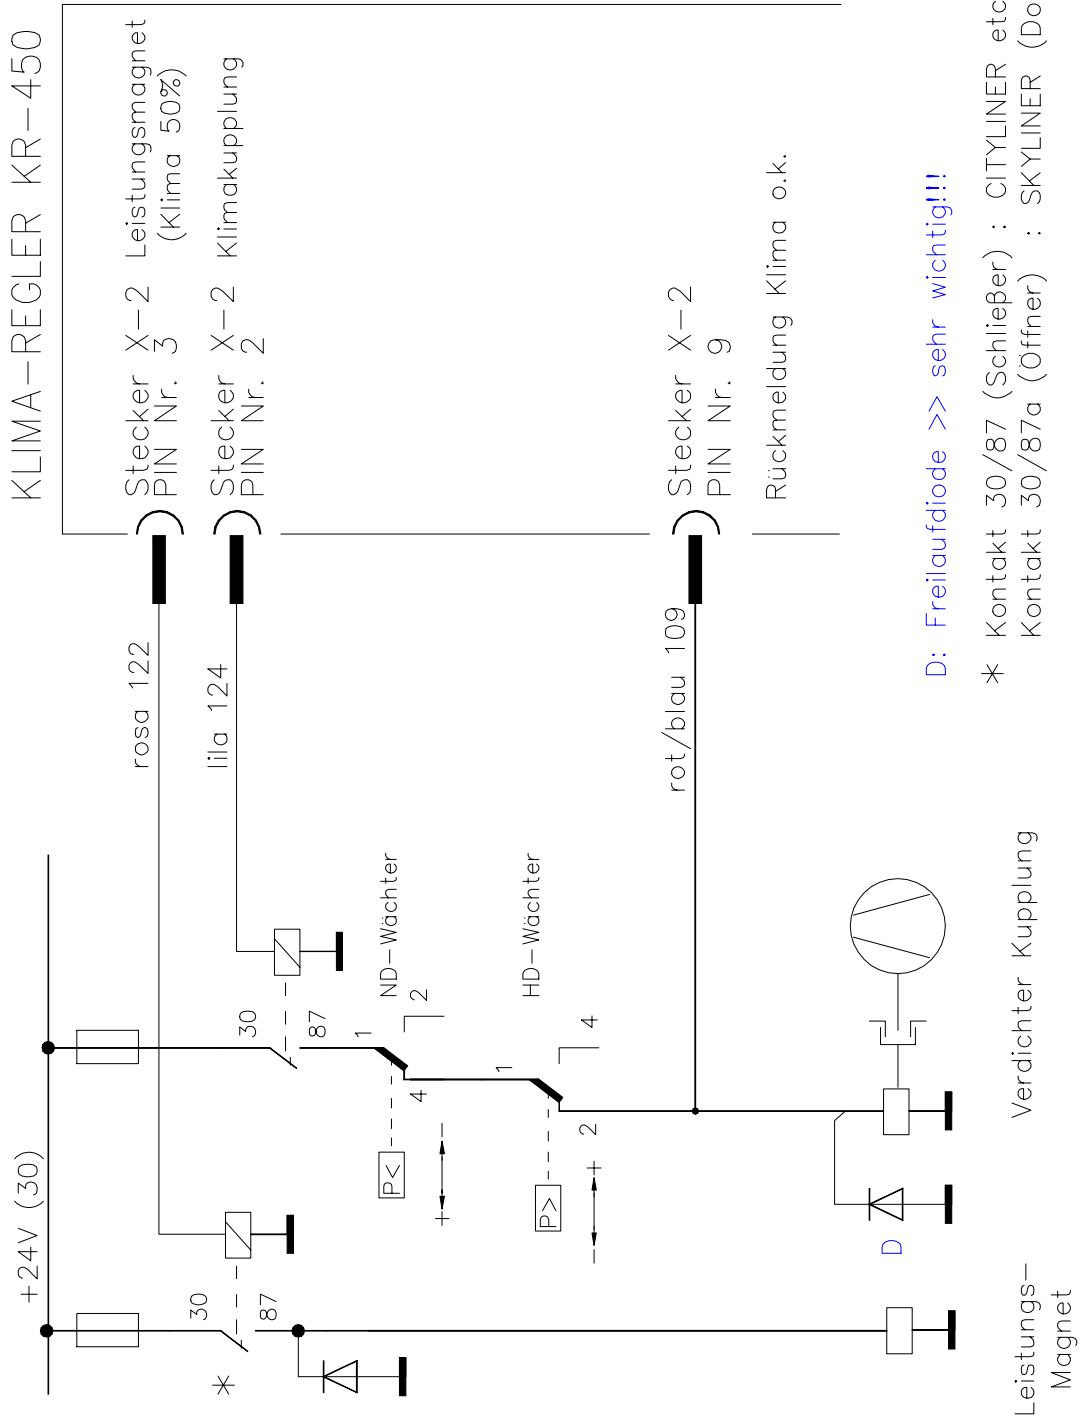 KLIMA-REGLER KR-450
Stecker X-2 Leistungsmagnet
PIN Nr. 3 (Klima 50%)
Stecker X-2 Klimakupplung
PIN Nr. 2
Stecker X-2
PIN Nr. 9
Rückmeldung Klima o.k.
rosa 122
lila 124
rot/blau 109
+24V (30)
30
87
*
30
87
ND-Wächter
1
2
4
P<
+ -
HD-Wächter
1
4
2
P>
- +
D
Leistungs-
Magnet
Verdichter Kupplung
D: Freilaufdiode >> sehr wichtig!!!
* Kontakt 30/87 (Schließer) : CITYLINER etc
Kontakt 30/87a (Öffner) : SKYLINER (Do